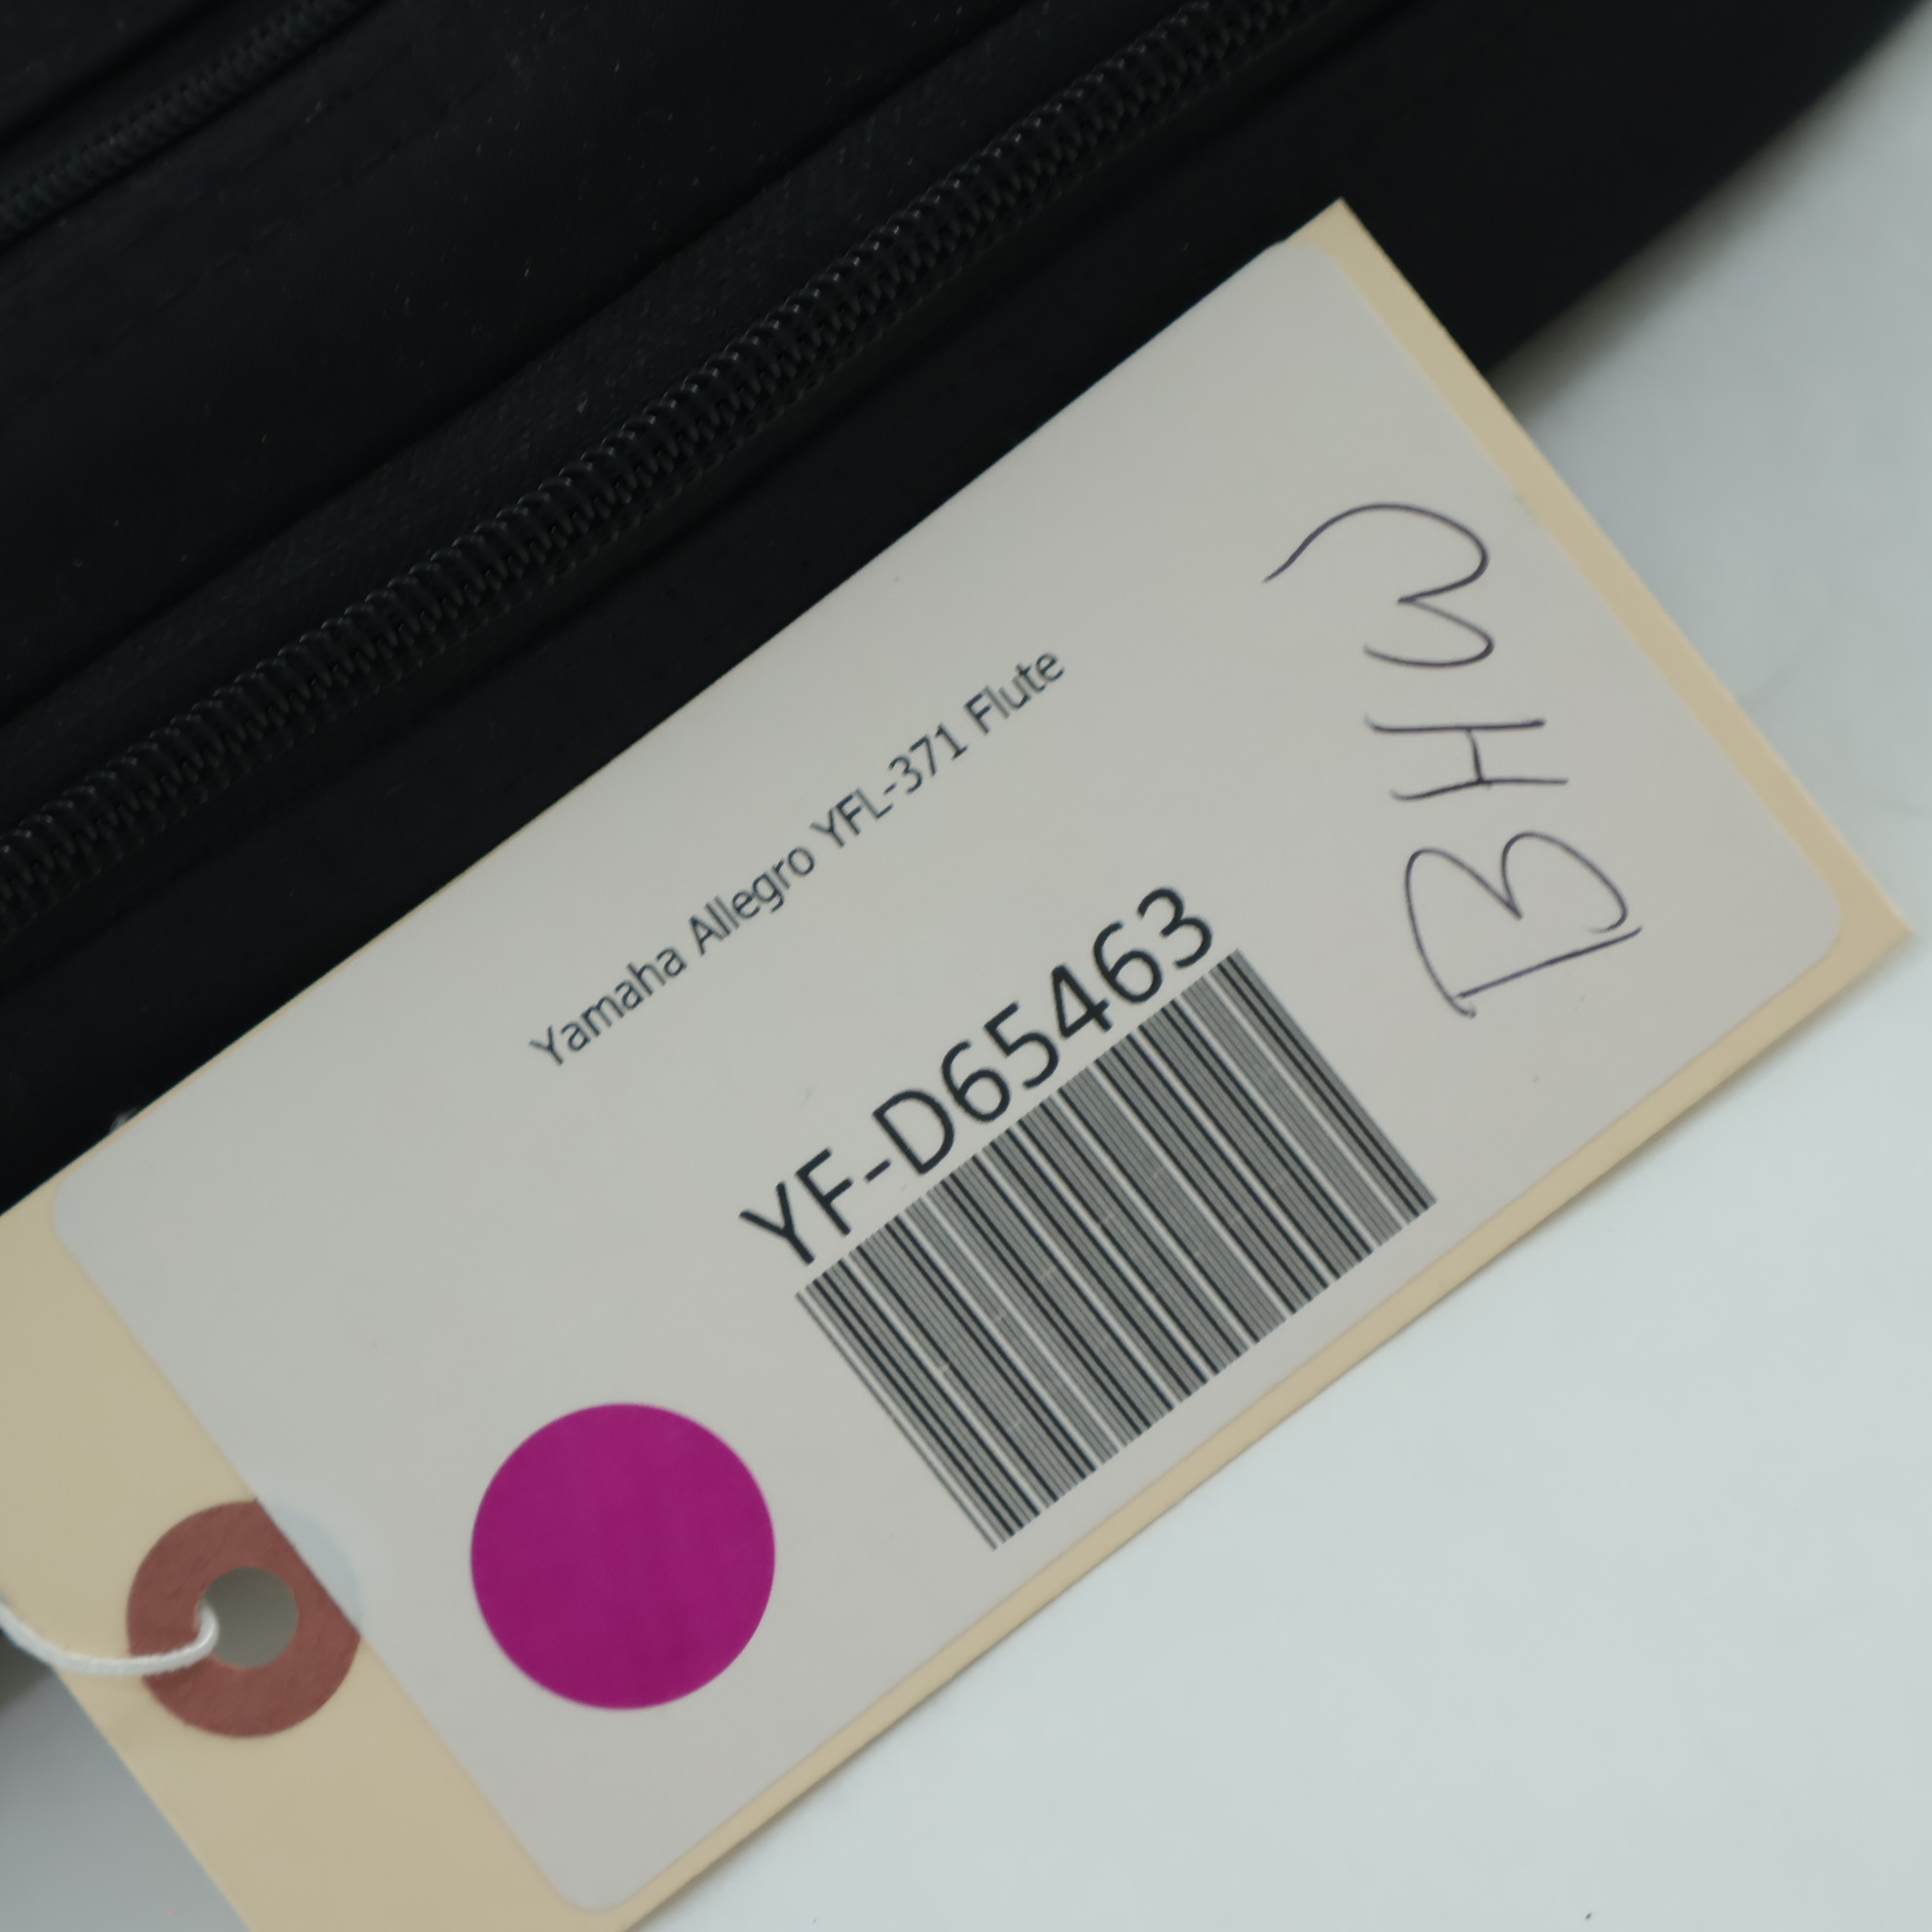 Yamaha Allegro YFL-371 Flute
YF-D65463
BHW